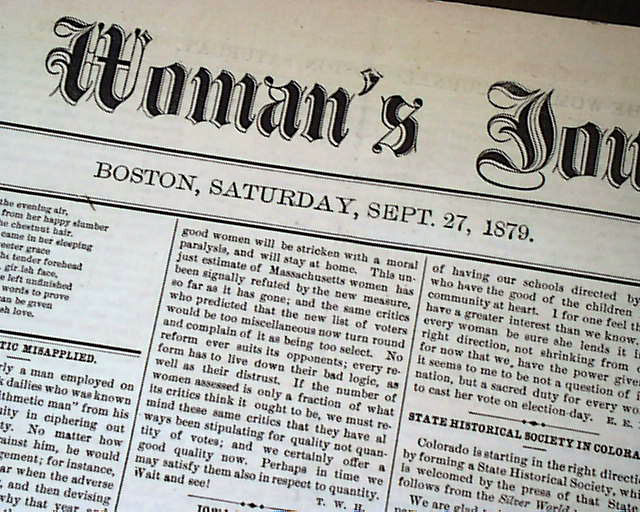 Woman's Jou
BOSTON, SATURDAY, SEPT. 27, 1879.
the evening air,
from her happy slumber
chestnut hair.
came in her sleeping
sweeter grace
tender forehead
girlish face,
left unfinished
words to prove
can be given
sh love.
TIC MISAPPLIED.
rly a man employed on
dailies who was known
ithmetic man" from his
ulty in ciphering out
ty. No matter how
ainst him, he would
gement; for instance,
ar when the adverse
, and then devising
why that year and
good women will be stricken with a moral
paralysis, and will stay at home. This un-
just estimate of Massachusetts women has
been signally refuted by the new measure,
so far as it has gone; and the same critics
who predicted that the new list of voters
would be too miscellaneous now turn round
and complain of it as being too select. No
reform ever suits its opponents; every re-
form has to live down their bad logic, as
well as their distrust. If the number of
women assessed is only a fraction of what
its critics think it ought to be, we must re-
mind these same critics that they have al
ways been stipulating for quality not quan-
tity of votes; and we certainly offer a
good quality now. Perhaps in time we
may satisfy them also in respect to quantity.
Wait and see!
T. W. H.
of having our schools directed b
who have the good of the children
community at heart. I for one feel
have a greater interest than we know.
every woman be sure she lends it
right direction, not shrinking from
for now that we have the power give
it seems to me to be not a question of
nation, but a sacred duty for every wo
to cast her vote on election-day. E. E.
STATE HISTORICAL SOCIETY IN COLORA
Colorado is starting in the right directi
by forming a State Historical Society, wh
is welcomed by the press of that State
follows from the Silver World
We are glad